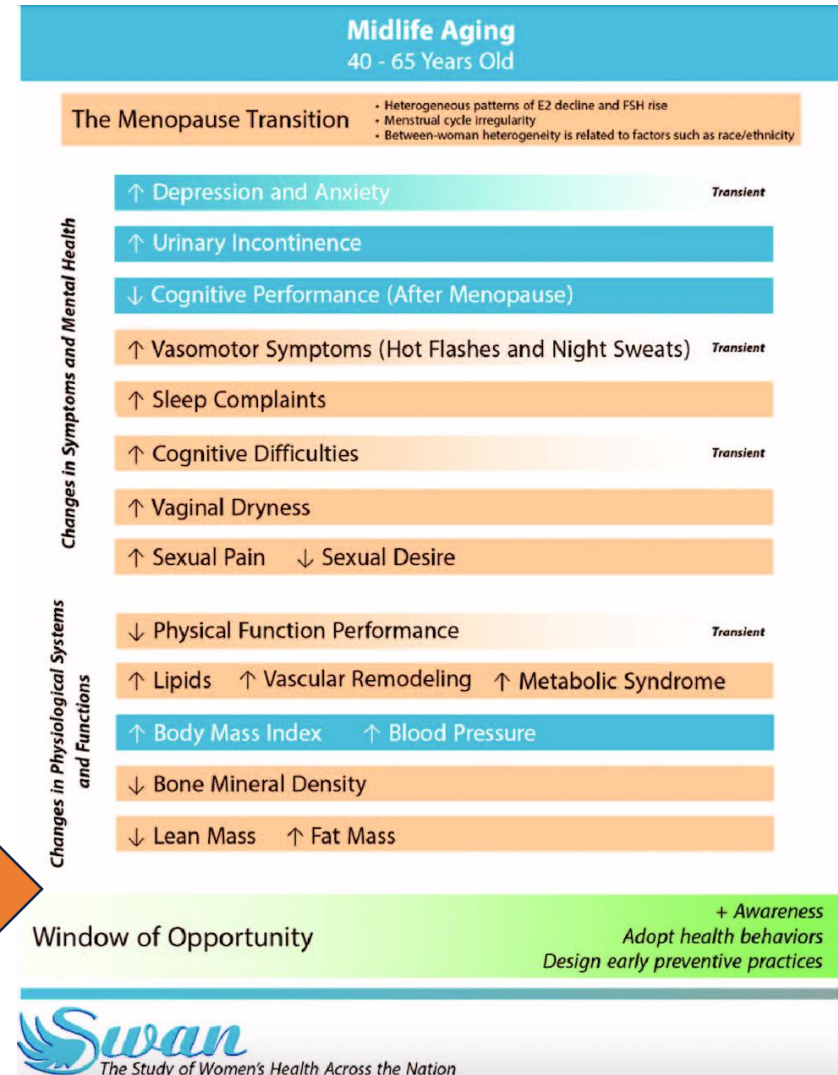 Midlife Aging
40 - 65 Years Old
The Menopause Transition
• Heterogeneous patterns of E2 decline and FSH rise
• Menstrual cycle irregularity
• Between-woman heterogeneity is related to factors such as race/ethnicity
Changes in Symptoms and Mental Health
↑ Depression and Anxiety Transient
↑ Urinary Incontinence
↓ Cognitive Performance (After Menopause)
↑ Vasomotor Symptoms (Hot Flashes and Night Sweats) Transient
↑ Sleep Complaints
↑ Cognitive Difficulties Transient
↑ Vaginal Dryness
↑ Sexual Pain ↓ Sexual Desire
Changes in Physiological Systems
and Functions
↓ Physical Function Performance Transient
↑ Lipids ↑ Vascular Remodeling ↑ Metabolic Syndrome
↑ Body Mass Index ↑ Blood Pressure
↓ Bone Mineral Density
↓ Lean Mass ↑ Fat Mass
Window of Opportunity
+ Awareness
Adopt health behaviors
Design early preventive practices
Swan
The Study of Women's Health Across the Nation